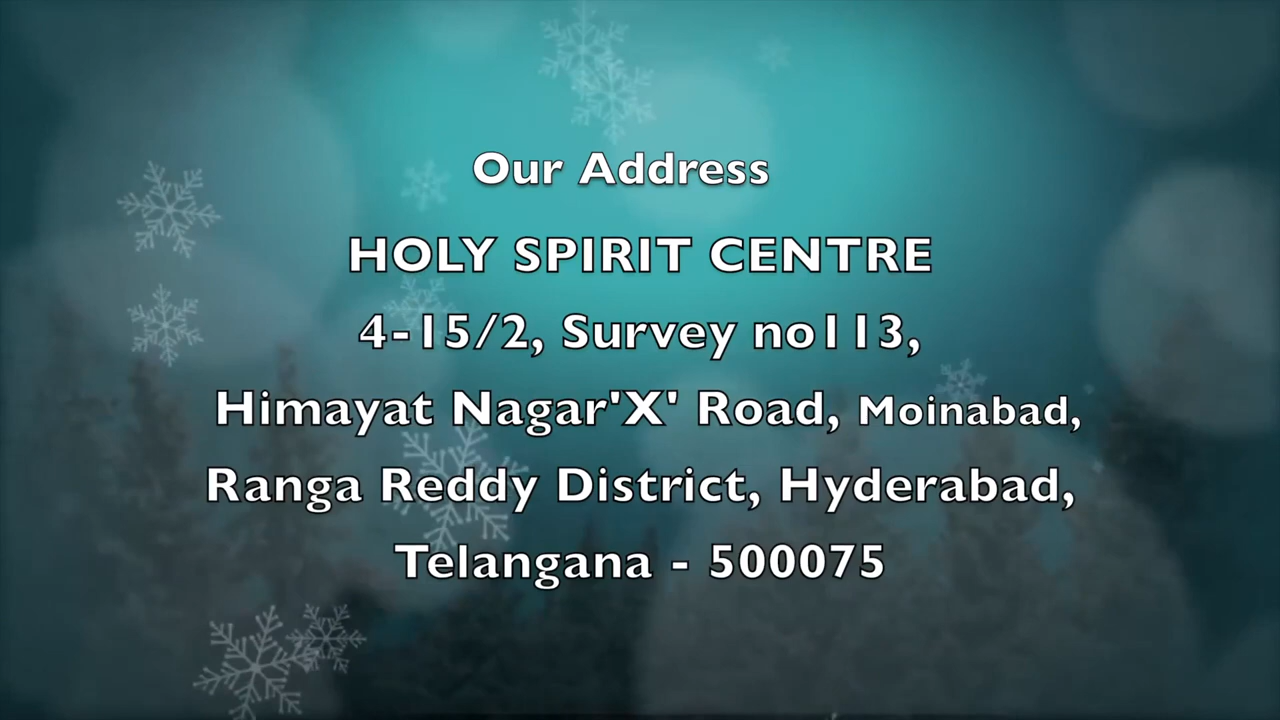 Our Address
HOLY SPIRIT CENTRE
4-15/2, Survey no113,
Himayat Nagar'X' Road, Moinabad,
Ranga Reddy District, Hyderabad,
Telangana - 500075